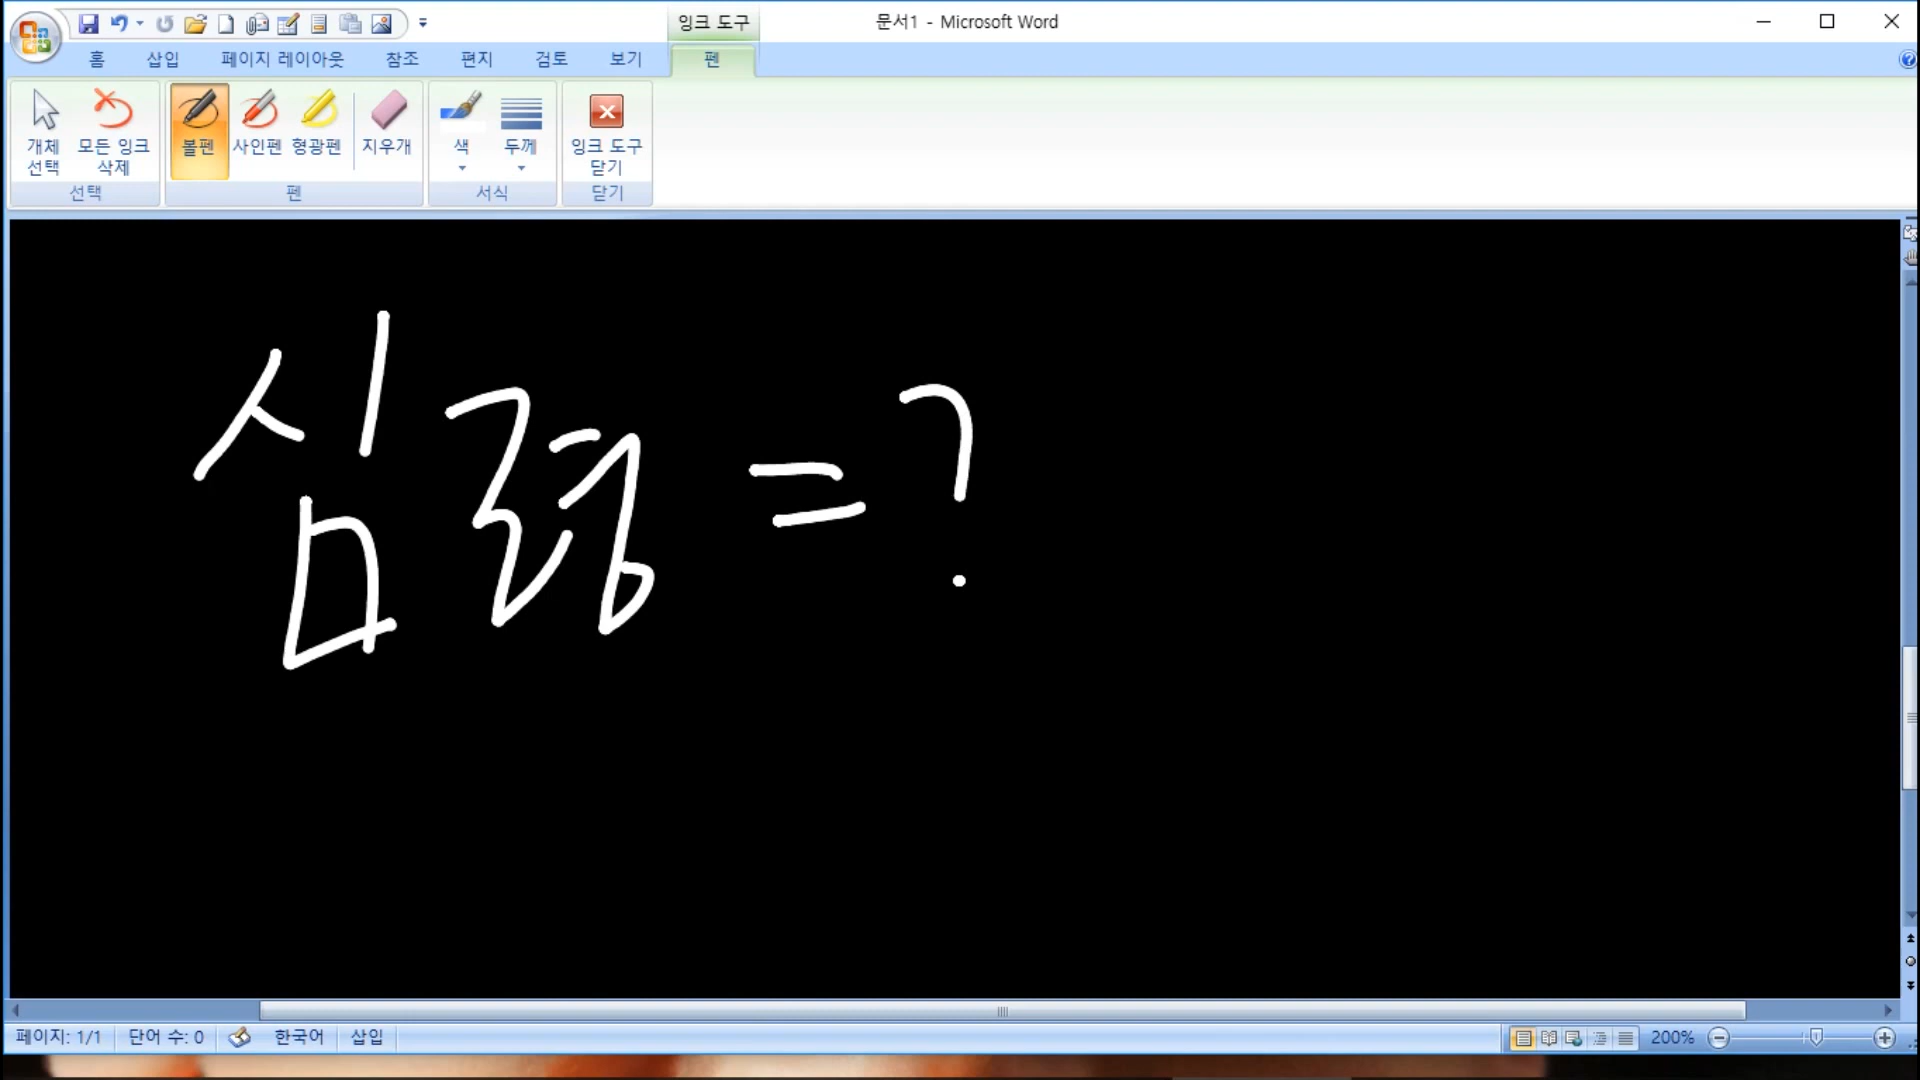 잉크 도구
문서1 - Microsoft Word
홈 삽입 페이지 레이아웃 참조 편지 검토 보기 펜
개체 선택
모든 잉크 삭제
볼펜 사인펜 형광펜 지우개
색 두께
잉크 도구 닫기
선택 펜 서식 닫기
심령 = ?
페이지: 1/1 단어 수: 0 한국어 삽입 200%